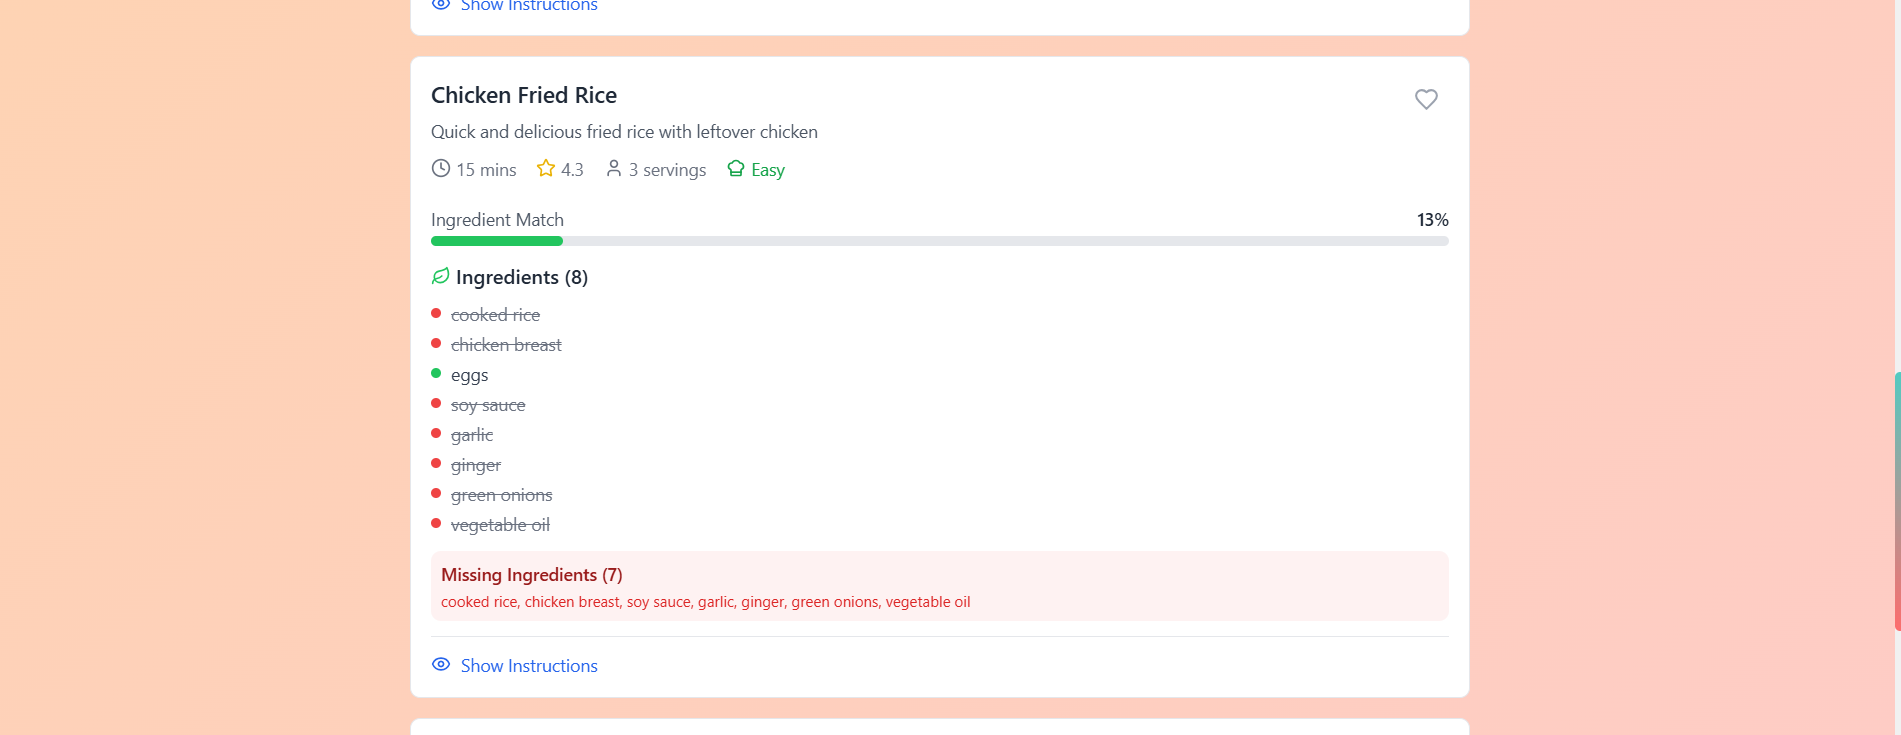 Show Instructions
Chicken Fried Rice
Quick and delicious fried rice with leftover chicken
15 mins 4.3 3 servings Easy
Ingredient Match 13%
Ingredients (8)
cooked rice
chicken breast
eggs
soy sauce
garlic
ginger
green onions
vegetable oil
Missing Ingredients (7)
cooked rice, chicken breast, soy sauce, garlic, ginger, green onions, vegetable oil
Show Instructions